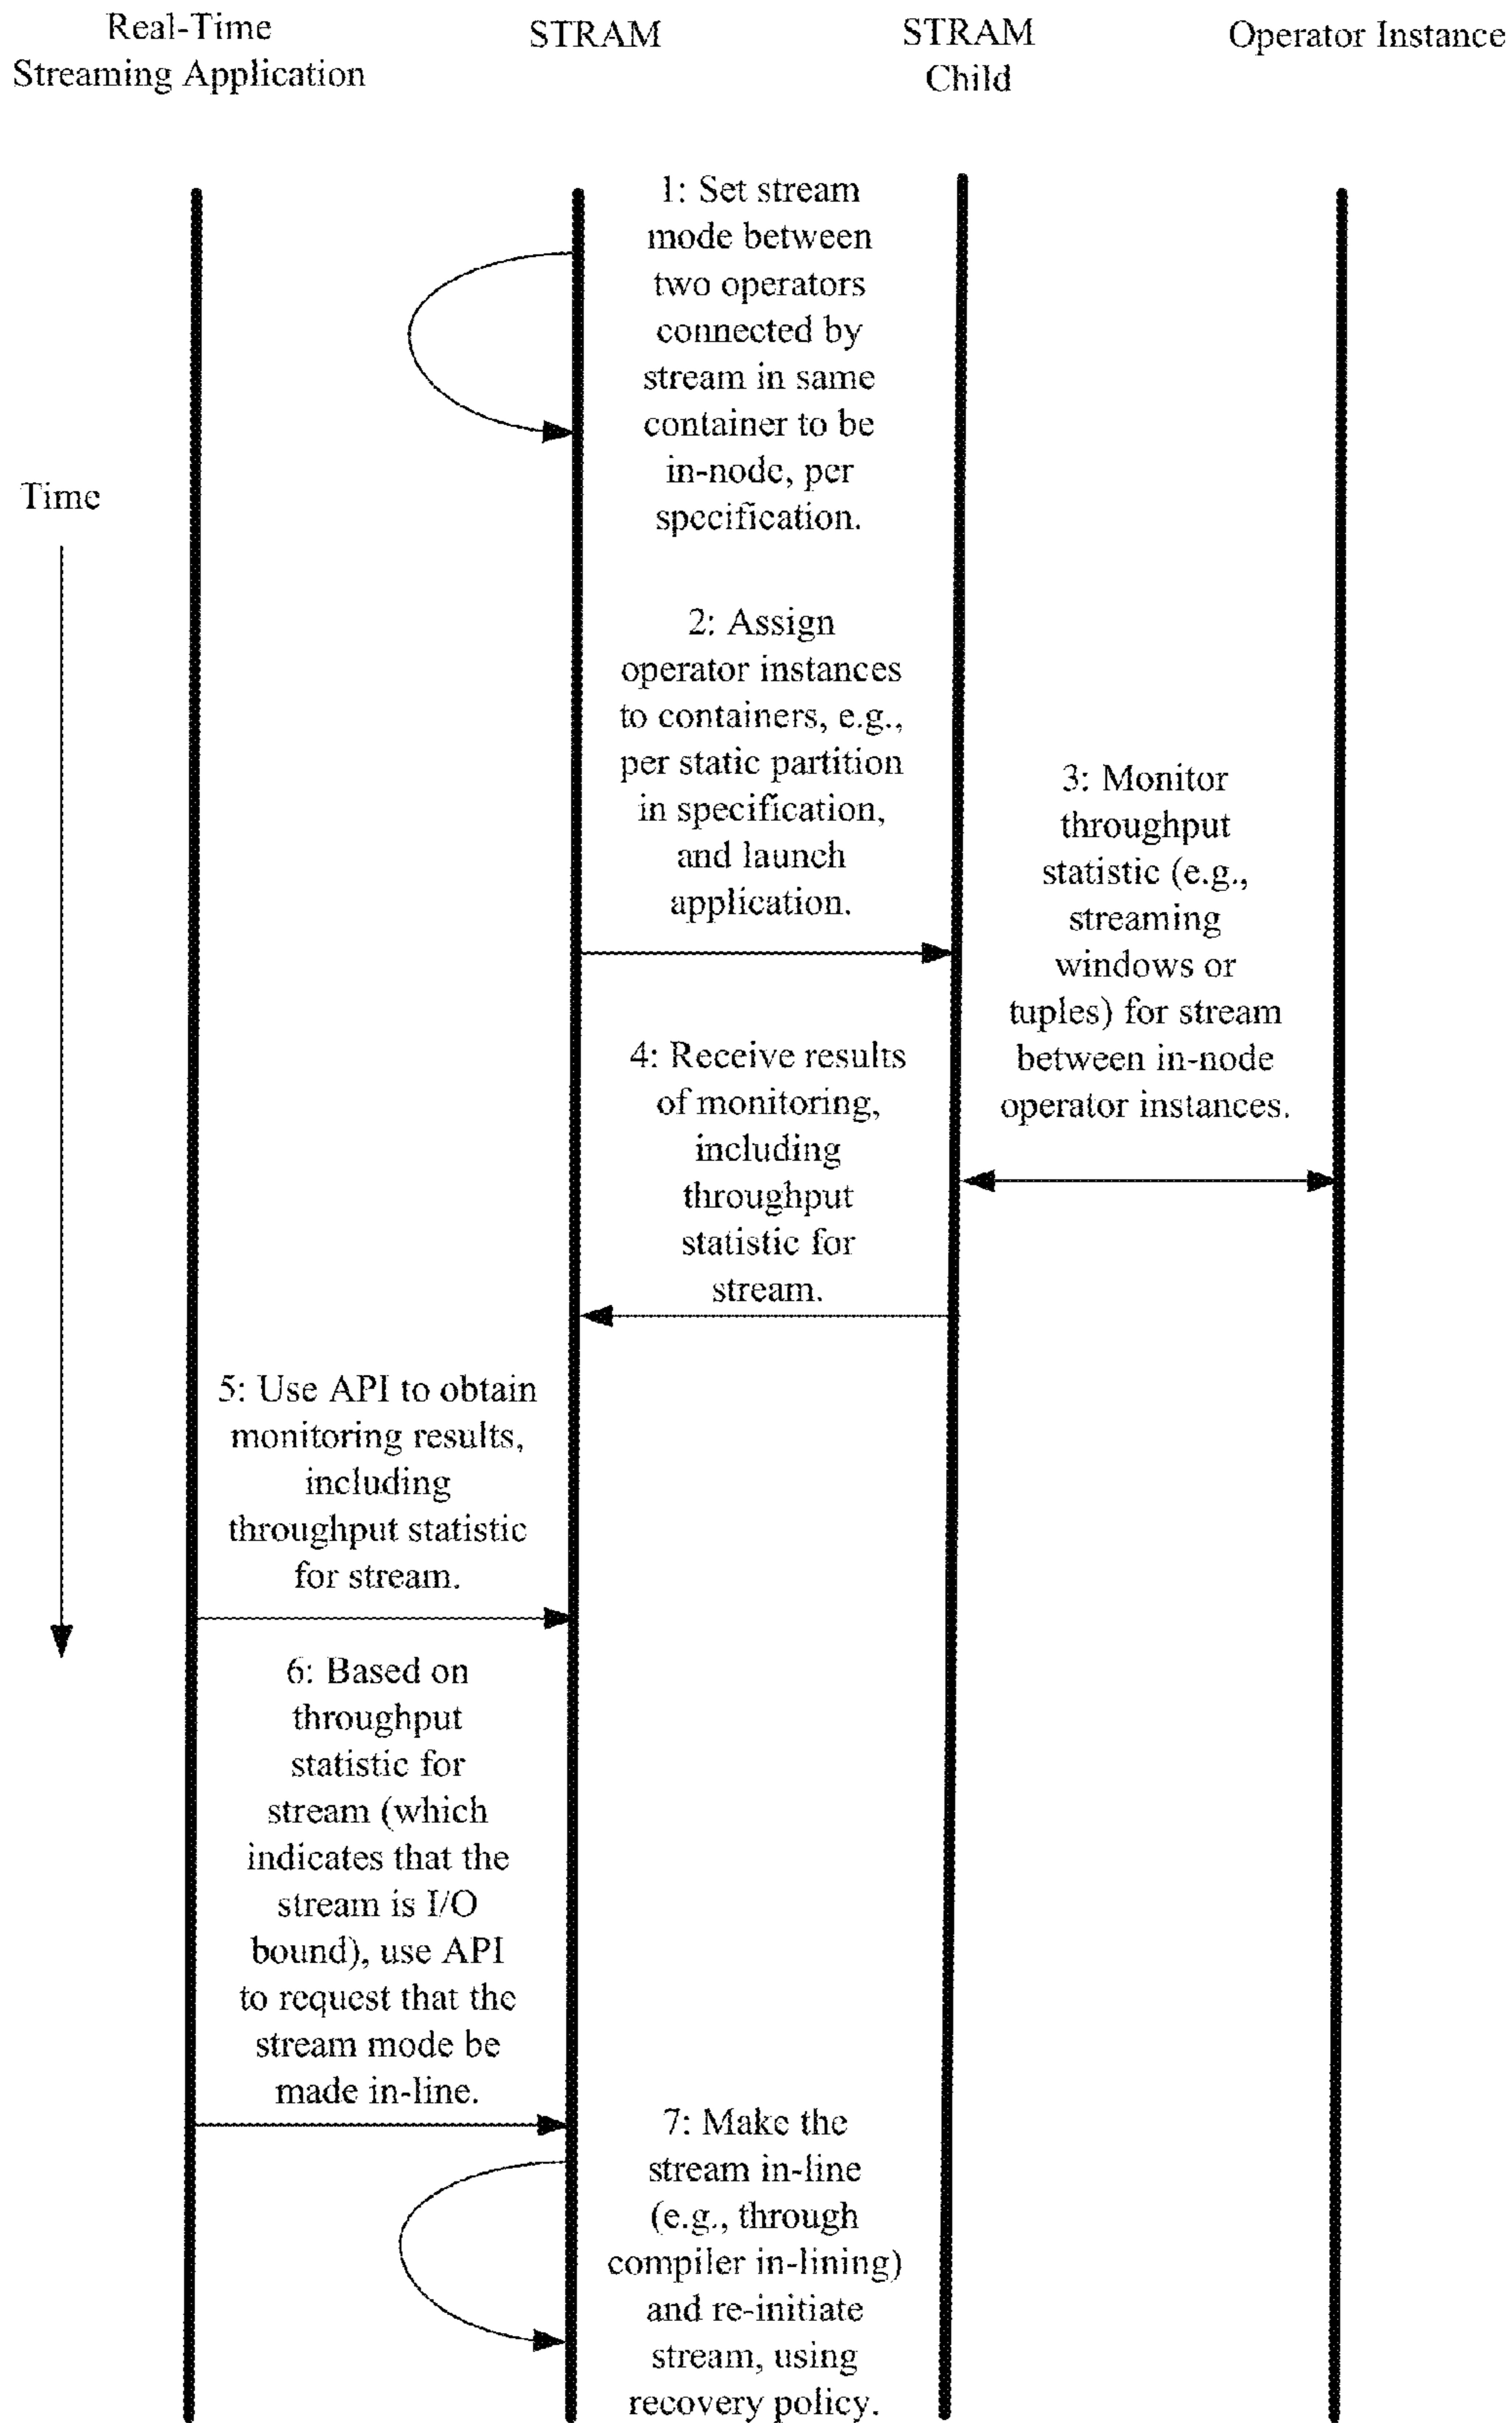 Real-Time
Streaming Application
STRAM
STRAM
Child
Operator Instance
1: Set stream
mode between
two operators
connected by
stream in same
container to be
in-node, per
specification.
Time
2: Assign
operator instances
to containers, e.g.,
per static partition
in specification,
and launch
application.
3: Monitor
throughput
statistic (e.g.,
streaming
windows or
tuples) for stream
between in-node
operator instances.
4: Receive results
of monitoring,
including
throughput
statistic for
stream.
5: Use API to obtain
monitoring results,
including
throughput statistic
for stream.
6: Based on
throughput
statistic for
stream (which
indicates that the
stream is I/O
bound), use API
to request that the
stream mode be
made in-line.
7: Make the
stream in-line
(e.g., through
compiler in-lining)
and re-initiate
stream, using
recovery policy.